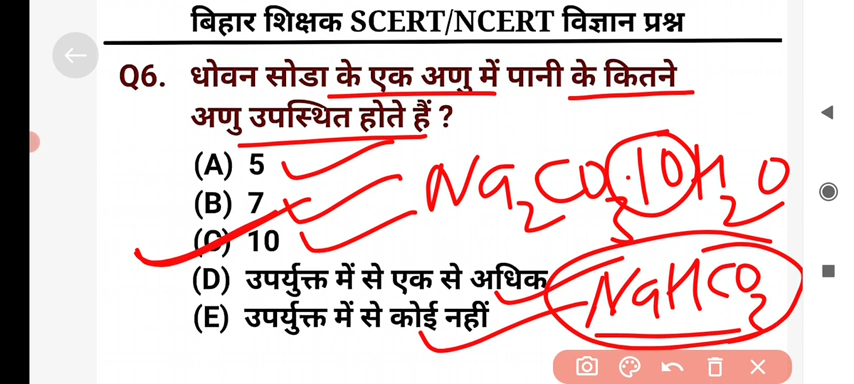 बिहार शिक्षक SCERT/NCERT विज्ञान प्रश्न
Q6. धोवन सोडा के एक अणु में पानी के कितने
अणु उपस्थित होते हैं ?
(A) 5
(B) 7
Na₂CO₃.10H₂O
(C) 10
(D) उपर्युक्त में से एक से अधिक
NaHCO₃
(E) उपर्युक्त में से कोई नहीं